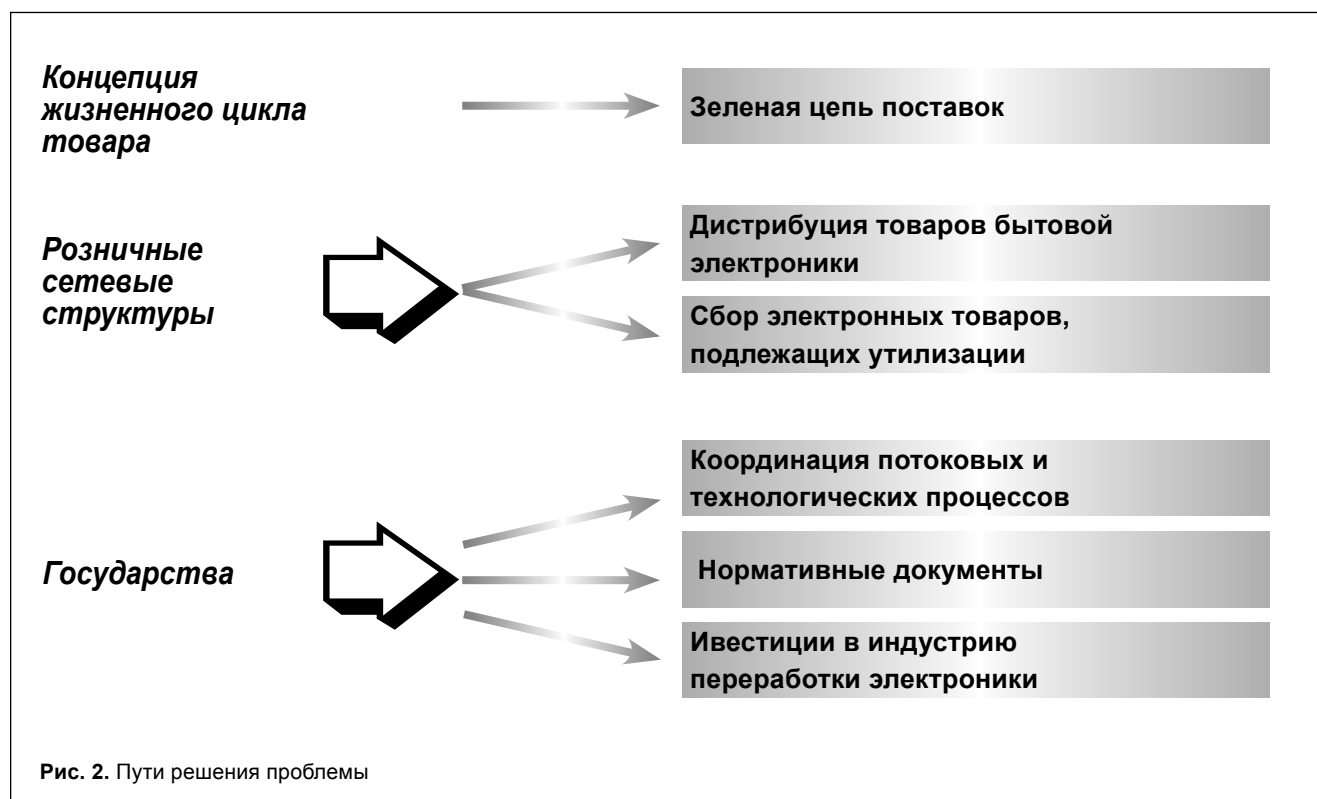 Концепция
жизненного цикла
товара
Зеленая цепь поставок
Розничные
сетевые
структуры
Дистрибуция товаров бытовой
электроники
Сбор электронных товаров,
подлежащих утилизации
Государства
Координация потоковых и
технологических процессов
Нормативные документы
Ивестиции в индустрию
переработки электроники
Рис. 2. Пути решения проблемы